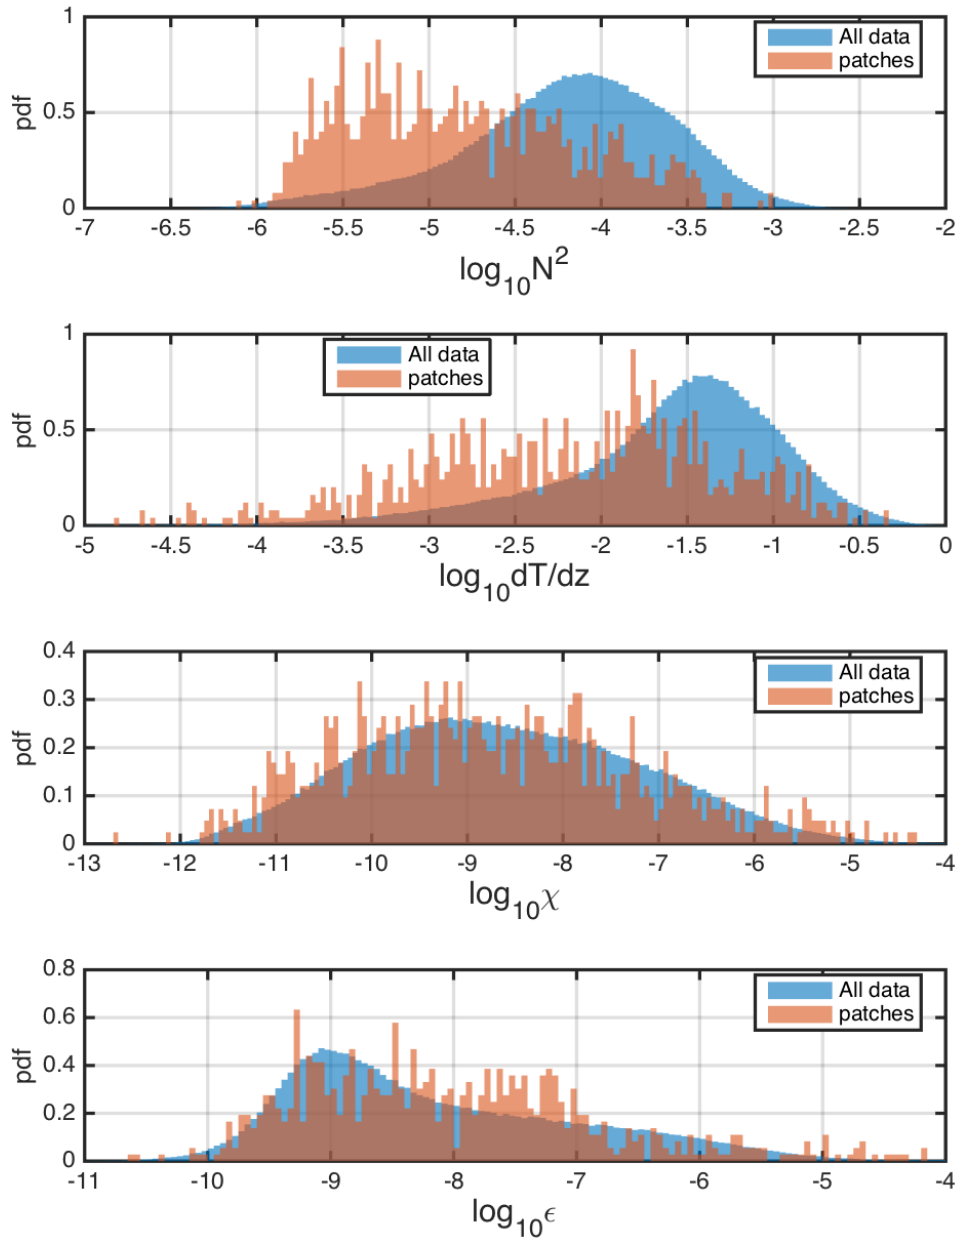 1
0.5
0
pdf
All data
patches
-7 -6.5 -6 -5.5 -5 -4.5 -4 -3.5 -3 -2.5 -2
log10N2
1
0.5
0
pdf
All data
patches
-5 -4.5 -4 -3.5 -3 -2.5 -2 -1.5 -1 -0.5 0
log10dT/dz
0.4
0.3
0.2
0.1
0
pdf
All data
patches
-13 -12 -11 -10 -9 -8 -7 -6 -5 -4
log10χ
0.8
0.6
0.4
0.2
0
pdf
All data
patches
-11 -10 -9 -8 -7 -6 -5 -4
log10ϵ